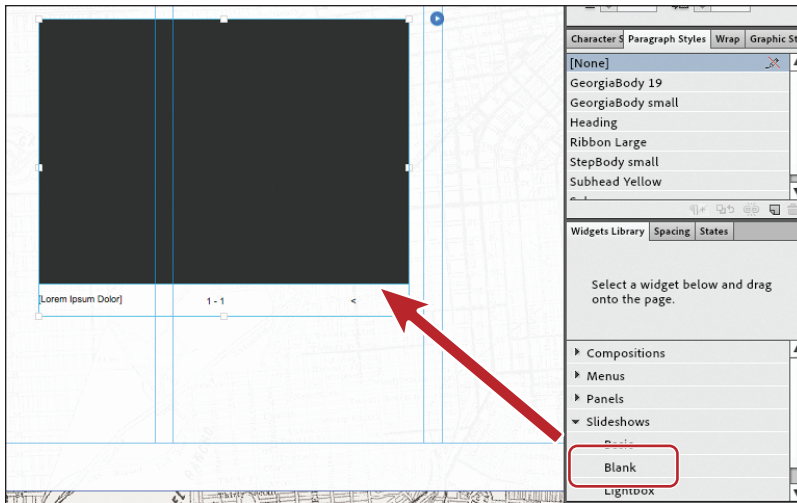 Character S Paragraph Styles Wrap Graphic St
[None]
GeorgiaBody 19
GeorgiaBody small
Heading
Ribbon Large
StepBody small
Subhead Yellow
Widgets Library Spacing States
Select a widget below and drag
onto the page.
Compositions
Menus
Panels
Slideshows
Basic
Blank
Lightbox
[Lorem Ipsum Dolor] 1 - 1 <